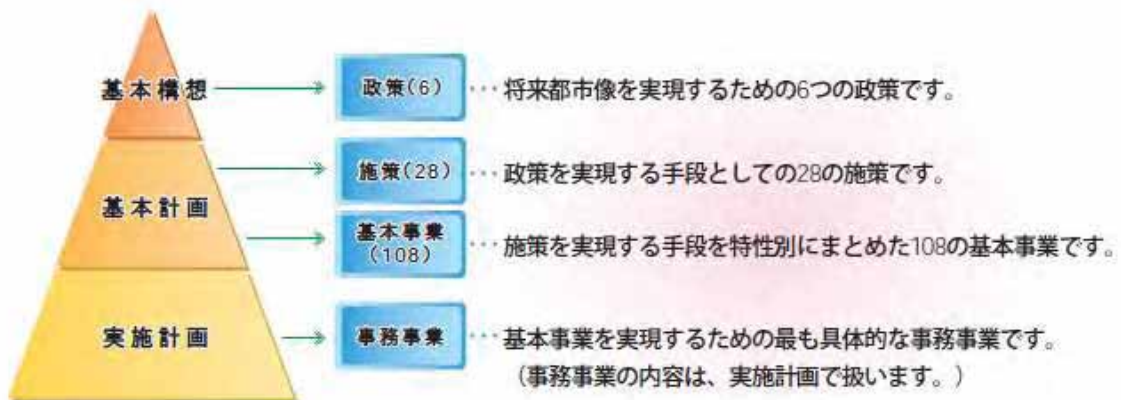 基本構想
政策(6)
･･･将来都市像を実現するための6つの政策です。
基本計画
施策(28)
･･･政策を実現する手段としての28の施策です。
基本事業
(108)
･･･施策を実現する手段を特性別にまとめた108の基本事業です。
実施計画
事務事業
･･･基本事業を実現するための最も具体的な事務事業です。
(事務事業の内容は、実施計画で扱います。)